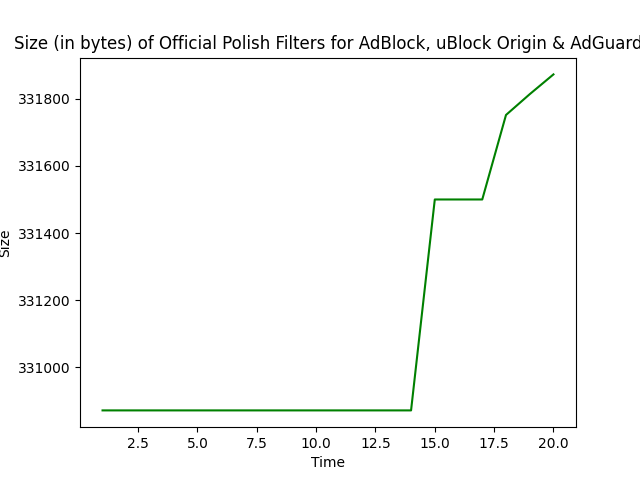 Size (in bytes) of Official Polish Filters for AdBlock, uBlock Origin & AdGuard
331800
331600
331400
331200
331000
Size
2.5 5.0 7.5 10.0 12.5 15.0 17.5 20.0
Time